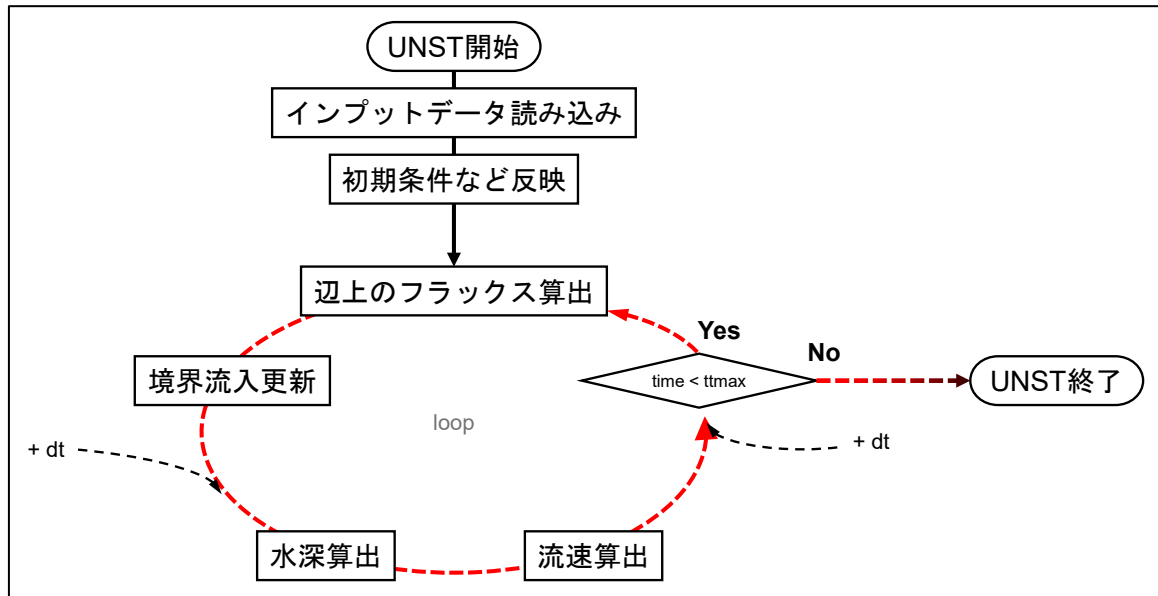 UNST開始
インプットデータ読み込み
初期条件など反映
辺上のフラックス算出
Yes
No
境界流入更新
time < ttmax
UNST終了
loop
+ dt
+ dt
水深算出
流速算出